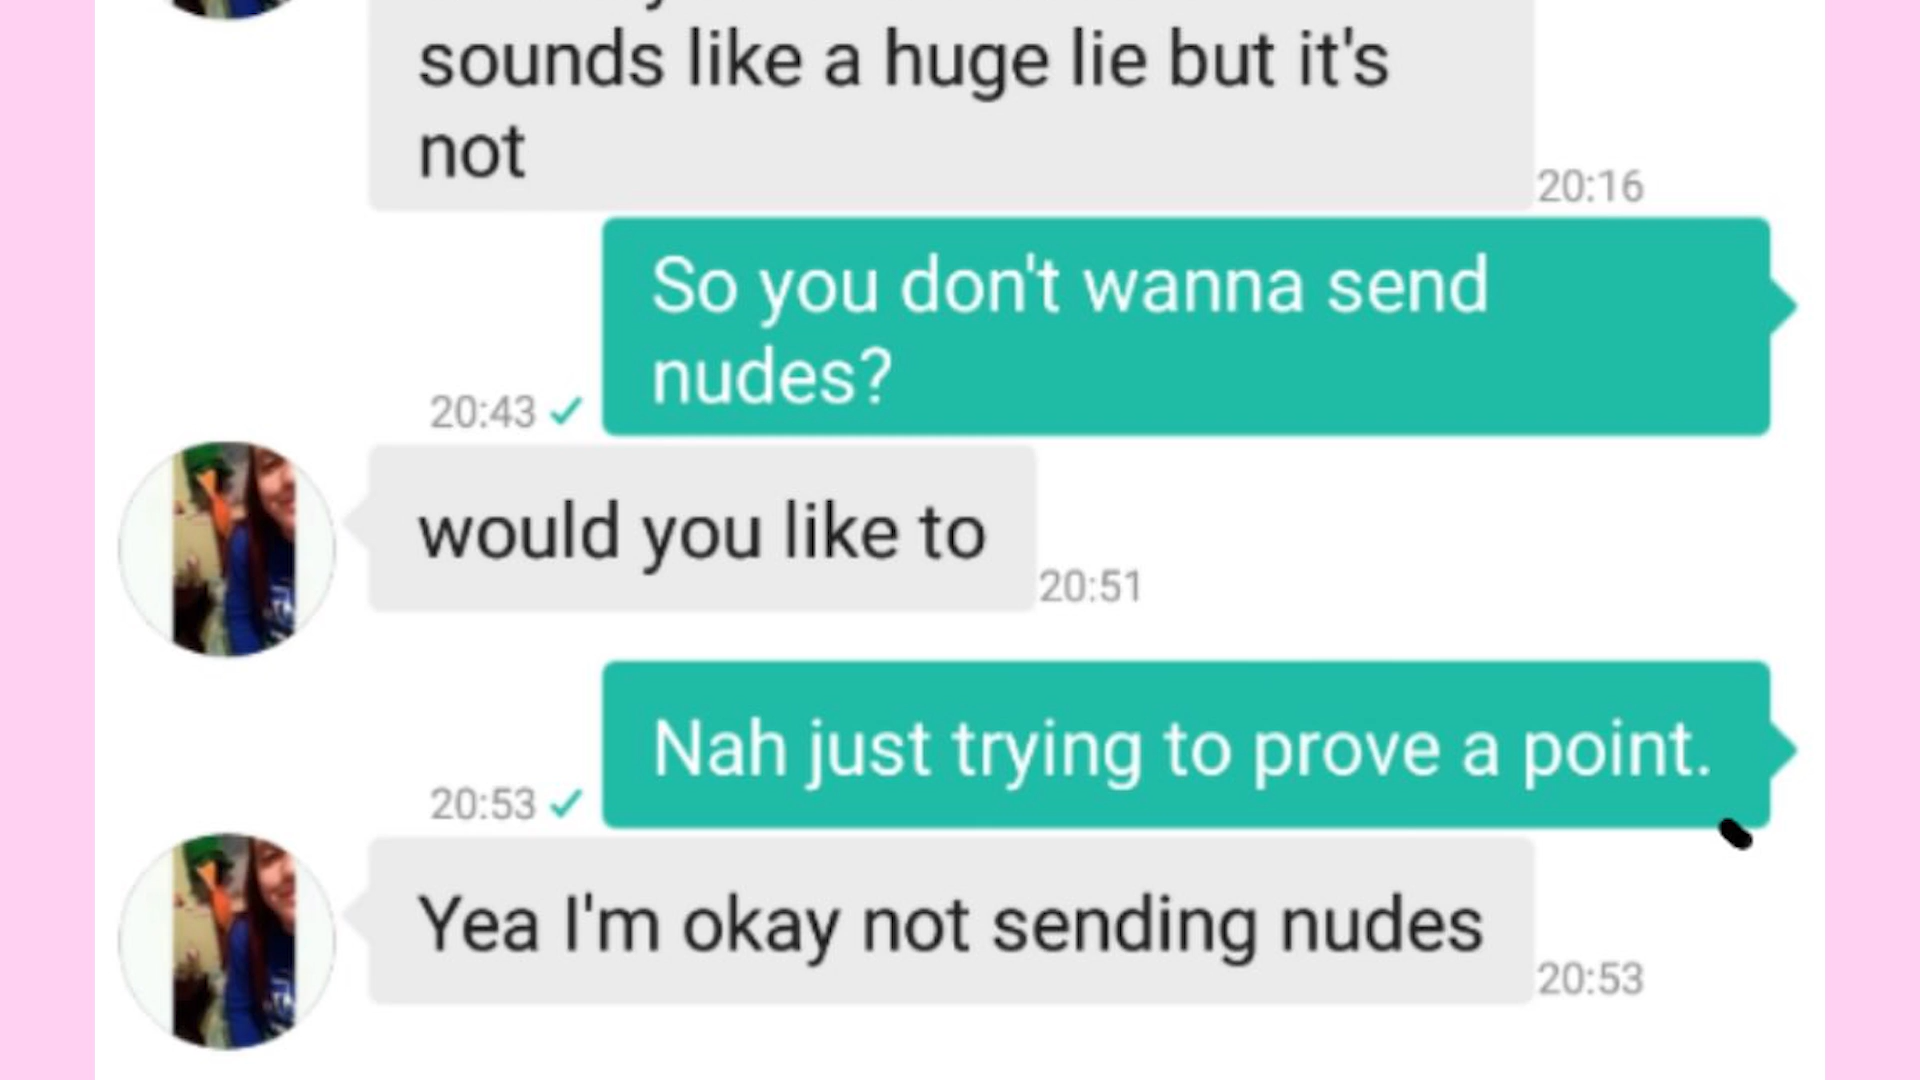 sounds like a huge lie but it's
not
20:16
So you don't wanna send
nudes?
20:43
would you like to
20:51
Nah just trying to prove a point.
20:53
Yea I'm okay not sending nudes
20:53